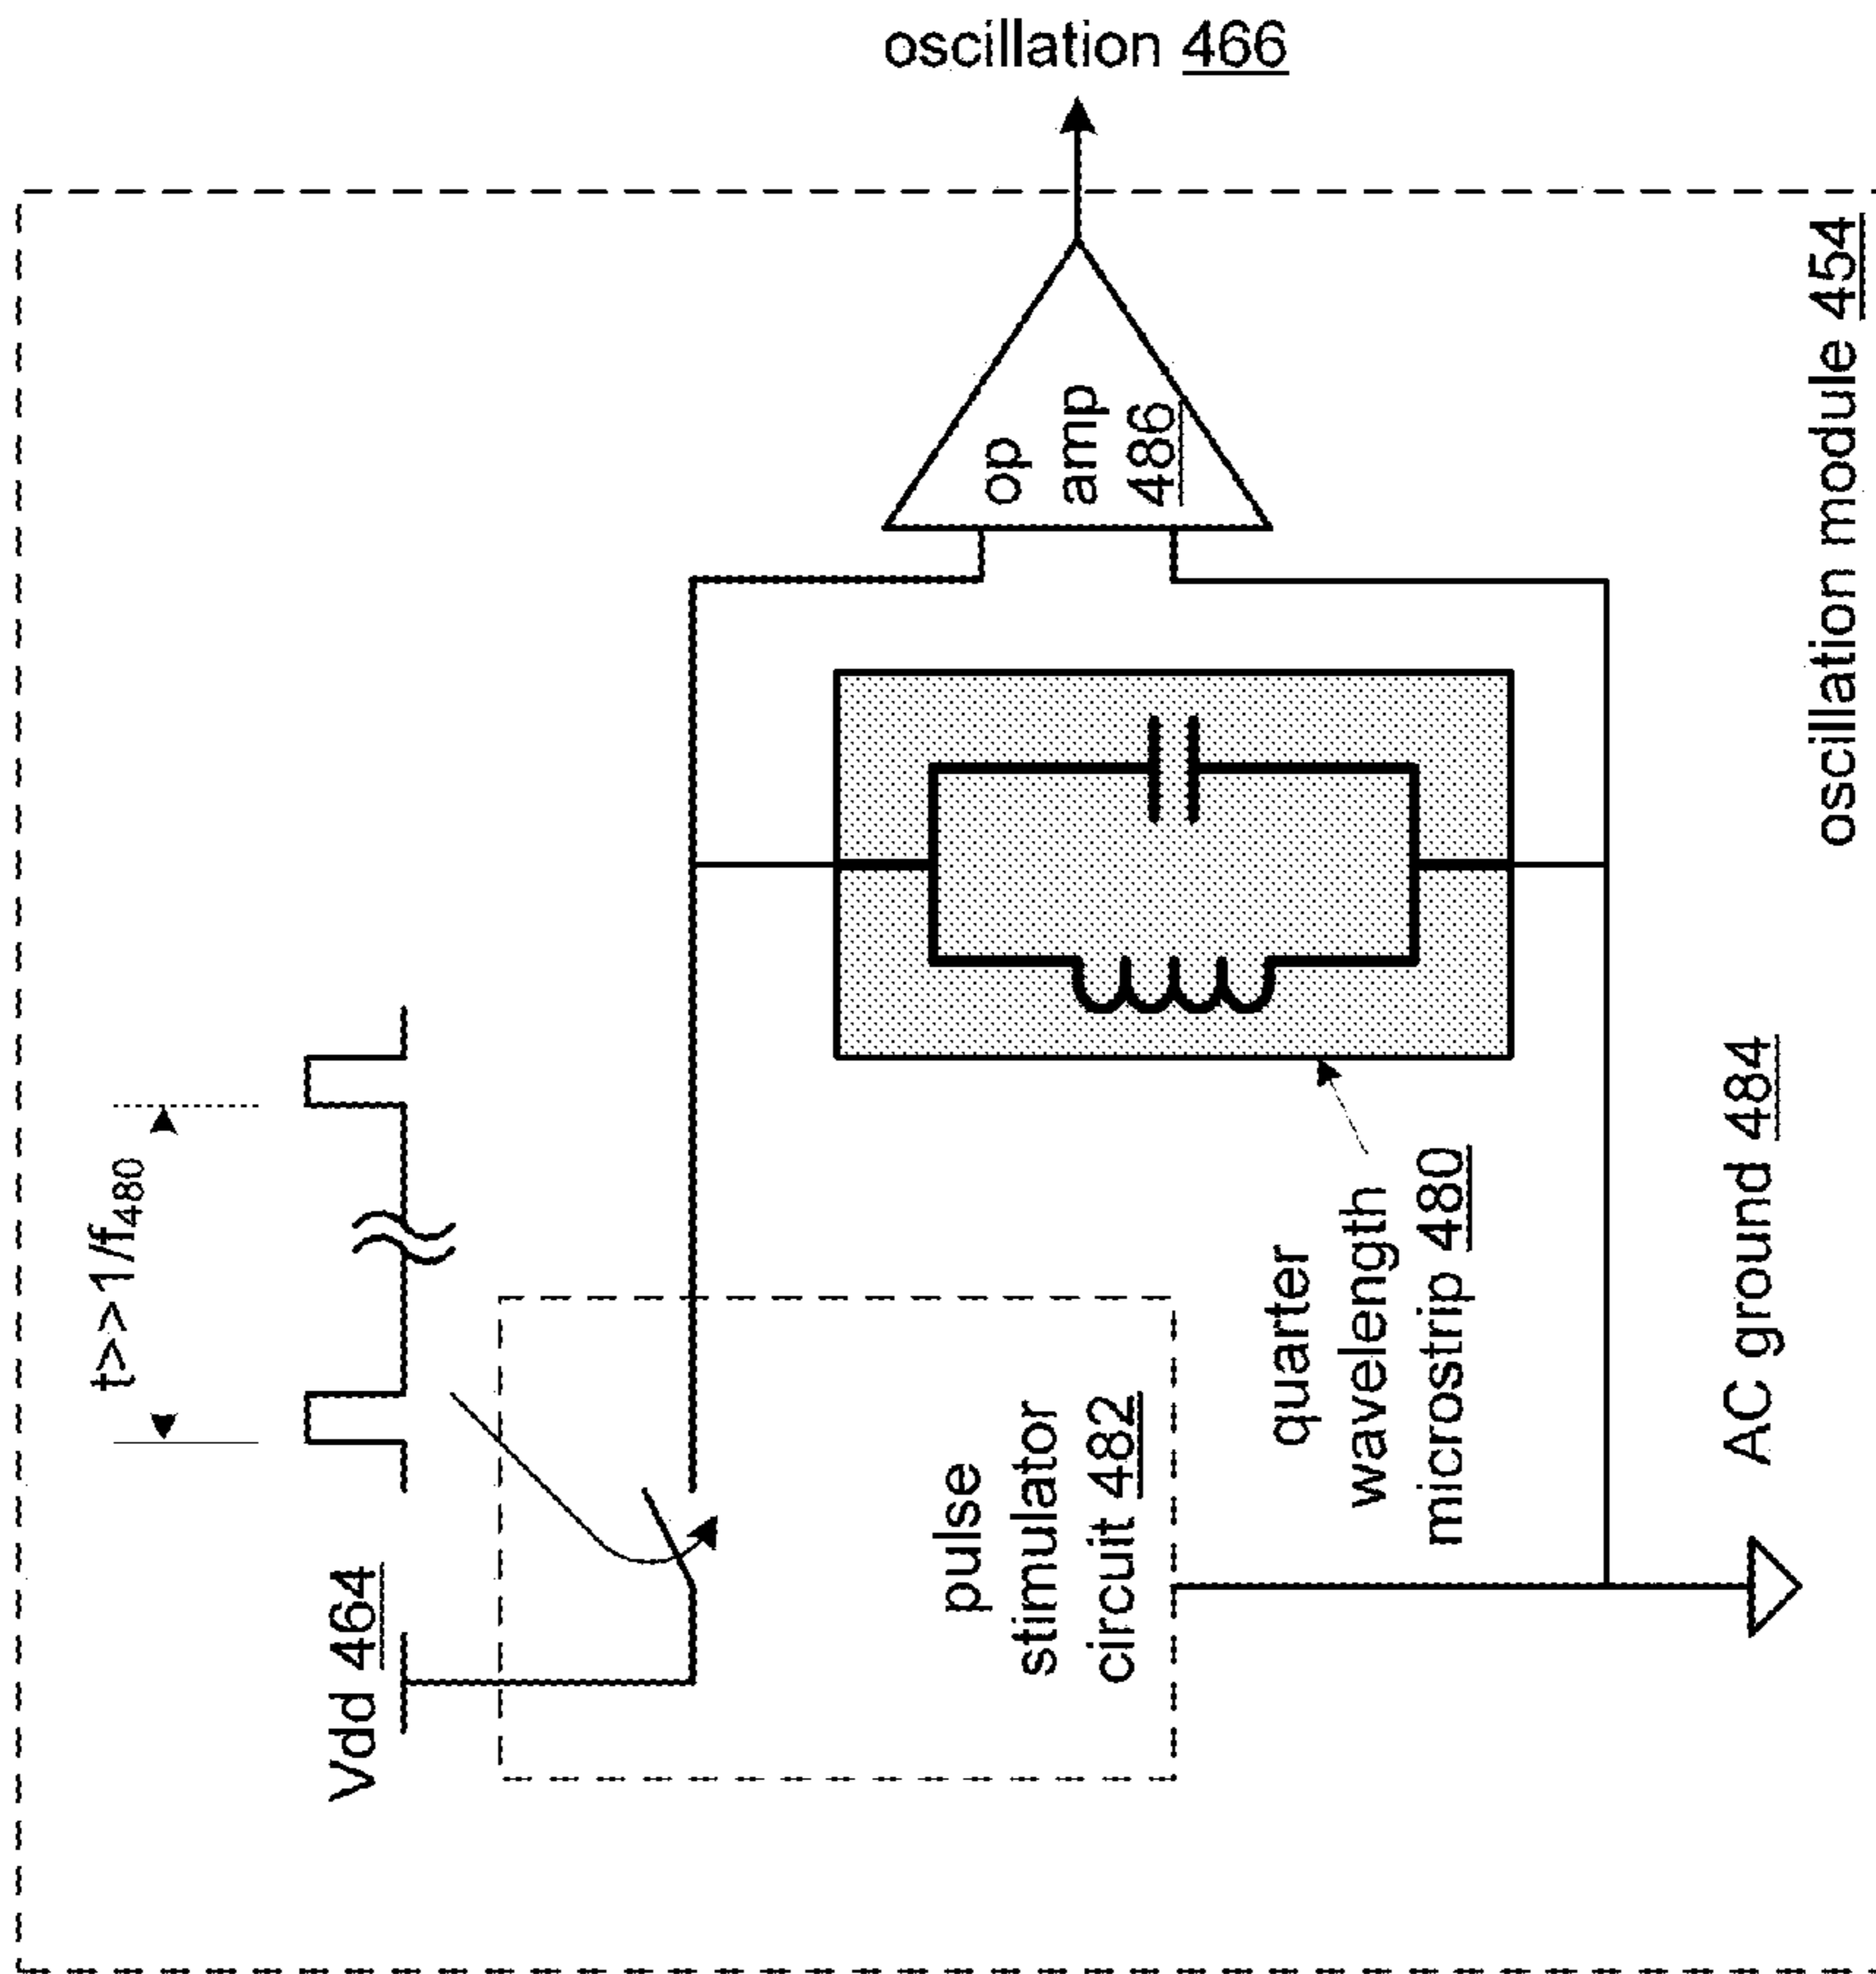 oscillation 466
t>>1/f480
Vdd 464
op
amp
486
pulse
stimulator
circuit 482
quarter
wavelength
microstrip 480
AC ground 484
oscillation module 454